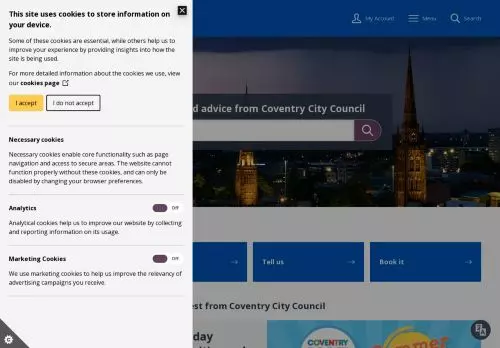 This site uses cookies to store information on
your device.
Some of these cookies are essential, while others help us to
improve your experience by providing insights into how the
site is being used.
For more detailed information about the cookies we use, view
our cookies page
I accept
I do not accept
Necessary cookies
Necessary cookies enable core functionality such as page
navigation and access to secure areas. The website cannot
function properly without these cookies, and can only be
disabled by changing your browser preferences.
Analytics
Off
Analytical cookies help us to improve our website by collecting
and reporting information on its usage.
Marketing Cookies
Off
We use marketing cookies to help us improve the relevancy of
advertising campaigns you receive.
My Account
Menu
Search
d advice from Coventry City Council
Tell us
Book it
est from Coventry City Council
day
COVENTRY
Summer